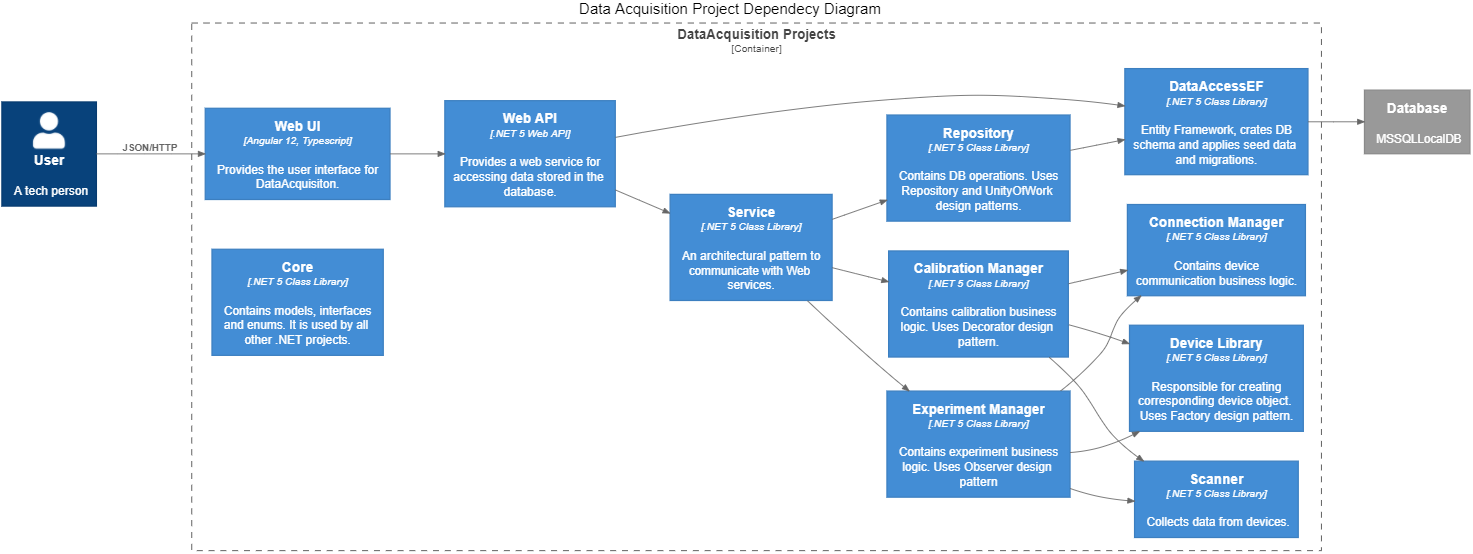 Data Acquisition Project Dependecy Diagram
DataAcquisition Projects
[Container]
User
A tech person
JSON/HTTP
Web UI
[Angular 12, Typescript]
Provides the user interface for
DataAcquisiton.
Core
[.NET 5 Class Library]
Contains models, interfaces
and enums. It is used by all
other .NET projects.
Web API
[.NET 5 Web API]
Provides a web service for
accessing data stored in the
database.
Service
[.NET 5 Class Library]
An architectural pattern to
communicate with Web
services.
Repository
[.NET 5 Class Library]
Contains DB operations. Uses
Repository and UnityOfWork
design patterns.
Calibration Manager
[.NET 5 Class Library]
Contains calibration business
logic. Uses Decorator design
pattern.
Experiment Manager
[.NET 5 Class Library]
Contains experiment business
logic. Uses Observer design
pattern
DataAccessEF
[.NET 5 Class Library]
Entity Framework, crates DB
schema and applies seed data
and migrations.
Connection Manager
[.NET 5 Class Library]
Contains device
communication business logic.
Device Library
[.NET 5 Class Library]
Responsible for creating
corresponding device object.
Uses Factory design pattern.
Scanner
[.NET 5 Class Library]
Collects data from devices.
Database
MSSQLLocalDB